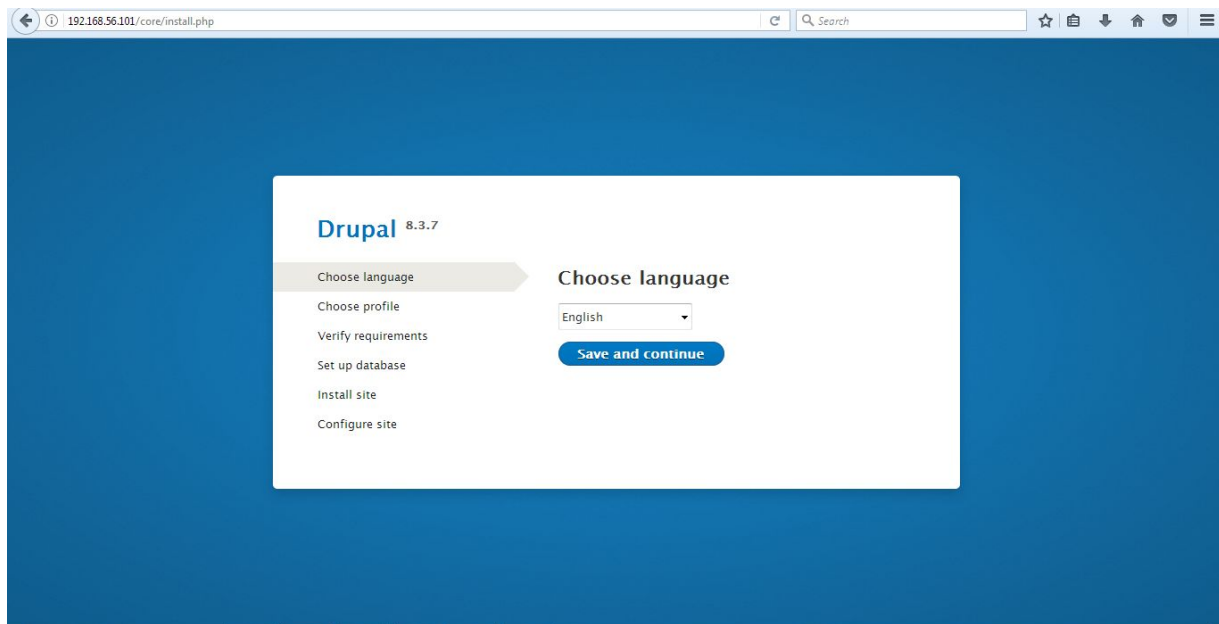 192.168.56.101/core/install.php
Search
Drupal 8.3.7
Choose language
Choose profile
Verify requirements
Set up database
Install site
Configure site
Choose language
English
Save and continue